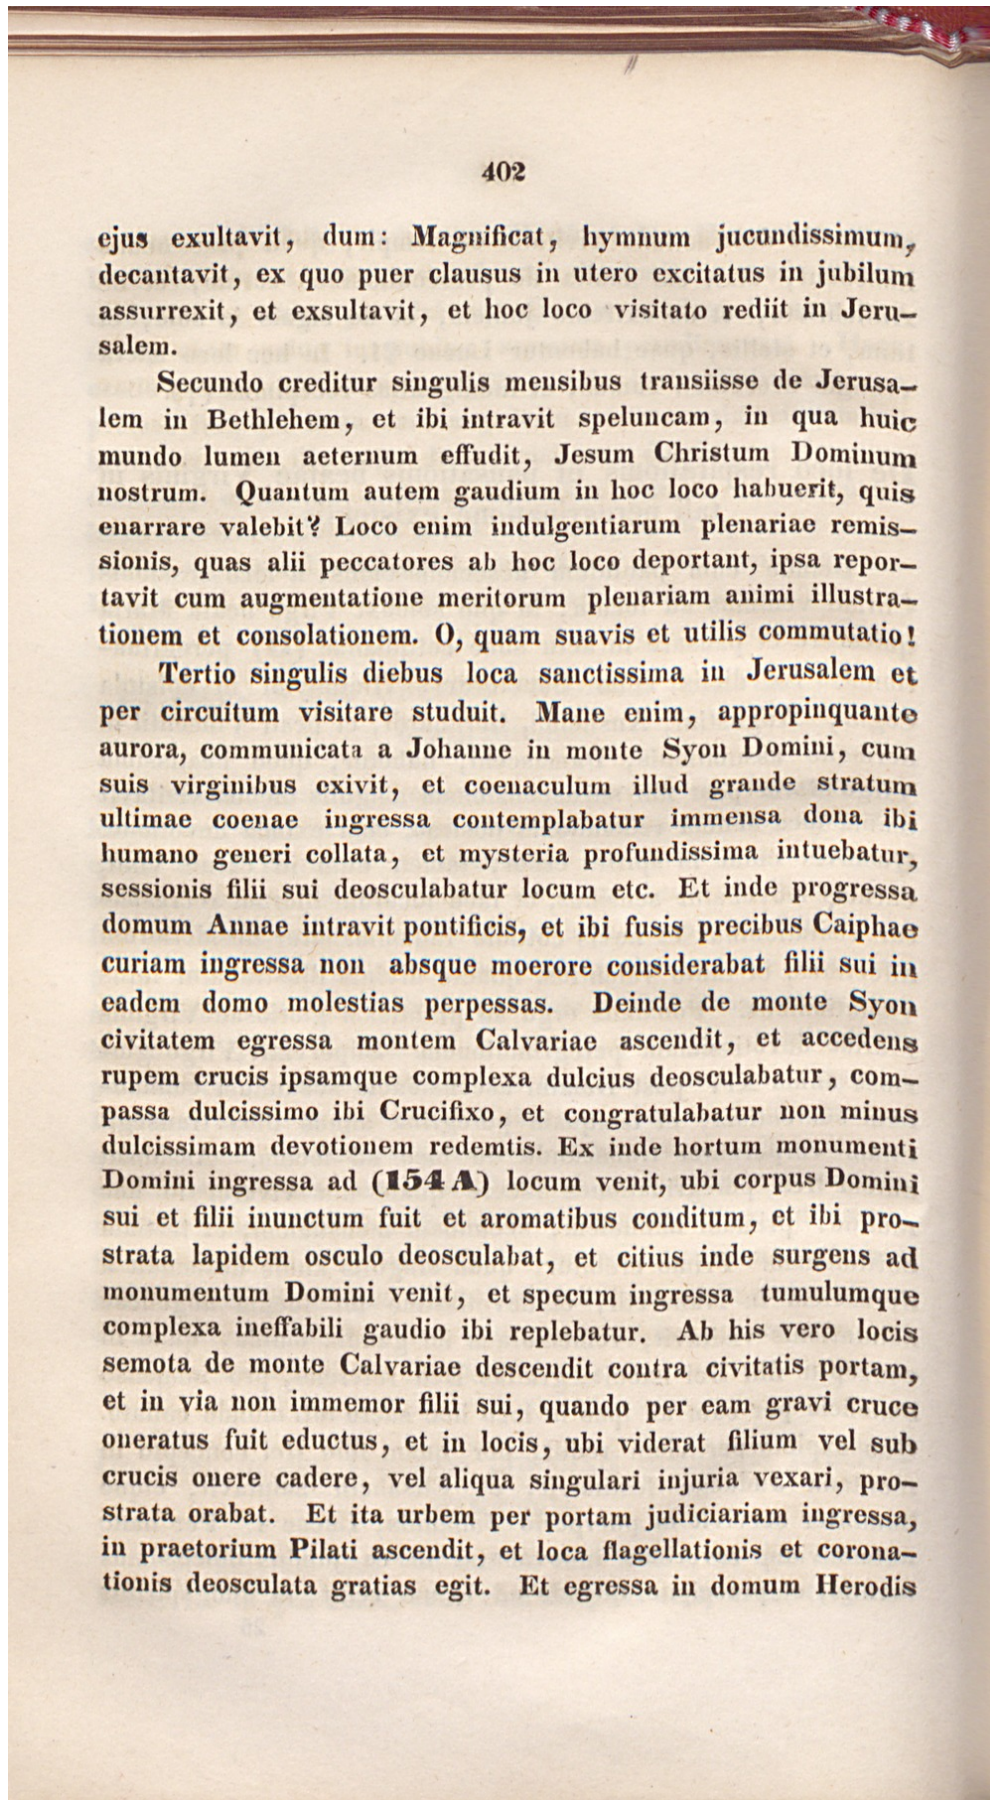 402
ejus exultavit, dum: Magnificat, hymnum jucundissimum,
decantavit, ex quo puer clausus in utero excitatus in jubilum
assurrexit, et exsultavit, et hoc loco visitato rediit in Jeru-
salem.
Secundo creditur singulis mensibus transiisse de Jerusa-
lem in Bethlehem, et ibi intravit speluncam, in qua huic
mundo lumen aeternum effudit, Jesum Christum Dominum
nostrum. Quantum autem gaudium in hoc loco habuerit, quis
enarrare valebit? Loco enim indulgentiarum plenariae remis-
sionis, quas alii peccatores ab hoc loco deportant, ipsa repor-
tavit cum augmentatione meritorum plenariam animi illustra-
tionem et consolationem. O, quam suavis et utilis commutatio!
Tertio singulis diebus loca sanctissima in Jerusalem et
per circuitum visitare studuit. Mane enim, appropinquante
aurora, communicata a Johanne in monte Syon Domini, cum
suis virginibus exivit, et coenaculum illud grande stratum
ultimae coenae ingressa contemplabatur immensa dona ibi
humano generi collata, et mysteria profundissima intuebatur,
sessionis filii sui deosculabatur locum etc. Et inde progressa
domum Annae intravit pontificis, et ibi fusis precibus Caiphae
curiam ingressa non absque moerore considerabat filii sui in
eadem domo molestias perpessas. Deinde de monte Syon
civitatem egressa montem Calvariae ascendit, et accedens
rupem crucis ipsamque complexa dulcius deosculabatur, com-
passa dulcissimo ibi Crucifixo, et congratulabatur non minus
dulcissimam devotionem redemtis. Ex inde hortum monumenti
Domini ingressa ad (154 A) locum venit, ubi corpus Domini
sui et filii inunctum fuit et aromatibus conditum, et ibi pro-
strata lapidem osculo deosculabat, et citius inde surgens ad
monumentum Domini venit, et specum ingressa tumulumque
complexa ineffabili gaudio ibi replebatur. Ab his vero locis
semota de monte Calvariae descendit contra civitatis portam,
et in via non immemor filii sui, quando per eam gravi cruce
oneratus fuit eductus, et in locis, ubi viderat filium vel sub
crucis onere cadere, vel aliqua singulari injuria vexari, pro-
strata orabat. Et ita urbem per portam judiciariam ingressa,
in praetorium Pilati ascendit, et loca flagellationis et corona-
tionis deosculata gratias egit. Et egressa in domum Herodis